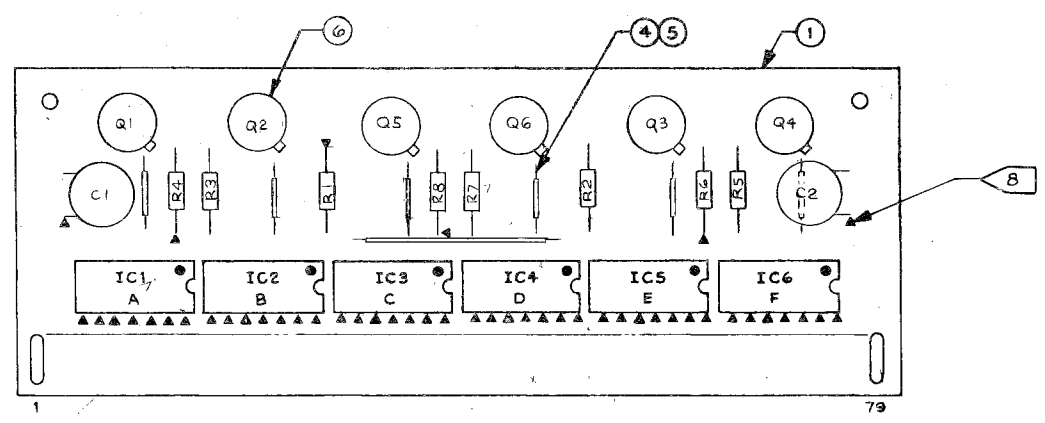 6
4 5
1
Q1 Q2 Q5 Q6 Q3 Q4
C1 R4 R3 R1 R8 R7 R2 R6 R5 C2
8
IC1 IC2 IC3 IC4 IC5 IC6
A B C D E F
1 79